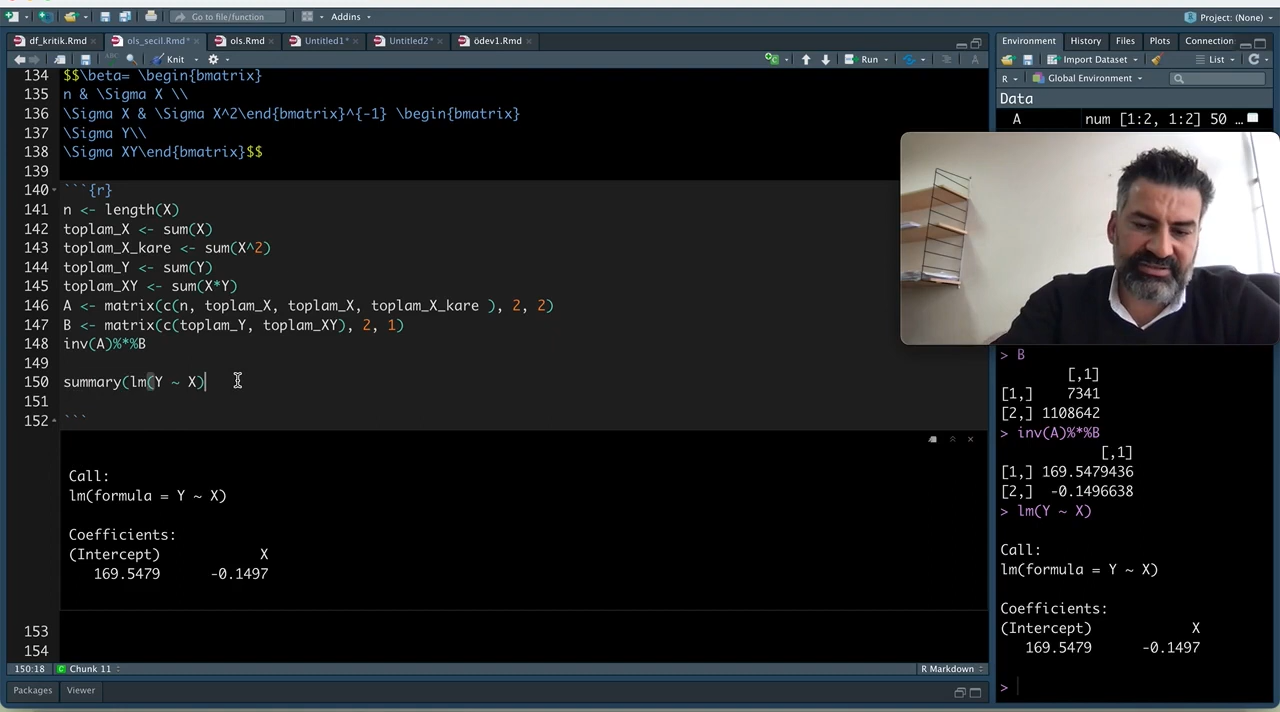 Go to file/function
Addins
Project: (None)
df_kritik.Rmd
ols_secil.Rmd*
ols.Rmd
Untitled1*
Untitled2*
ödev1.Rmd
Knit
Run
134 $$\beta= \begin{bmatrix}
135 n & \Sigma X \\
136 \Sigma X & \Sigma X^2\end{bmatrix}^{-1} \begin{bmatrix}
137 \Sigma Y\\
138 \Sigma XY\end{bmatrix}$$
139
140 ```{r}
141 n <- length(X)
142 toplam_X <- sum(X)
143 toplam_X_kare <- sum(X^2)
144 toplam_Y <- sum(Y)
145 toplam_XY <- sum(X*Y)
146 A <- matrix(c(n, toplam_X, toplam_X, toplam_X_kare ), 2, 2)
147 B <- matrix(c(toplam_Y, toplam_XY), 2, 1)
148 inv(A)%*%B
149
150 summary(lm(Y ~ X)
151
152 ```
Call:
lm(formula = Y ~ X)
Coefficients:
(Intercept) X
169.5479 -0.1497
153
154
150:18 Chunk 11 R Markdown
Packages Viewer
Environment History Files Plots Connection
Import Dataset List
R Global Environment
Data
A num [1:2, 1:2] 50 …
> B
[,1]
[1,] 7341
[2,] 1108642
> inv(A)%*%B
[,1]
[1,] 169.5479436
[2,] -0.1496638
> lm(Y ~ X)
Call:
lm(formula = Y ~ X)
Coefficients:
(Intercept) X
169.5479 -0.1497
>